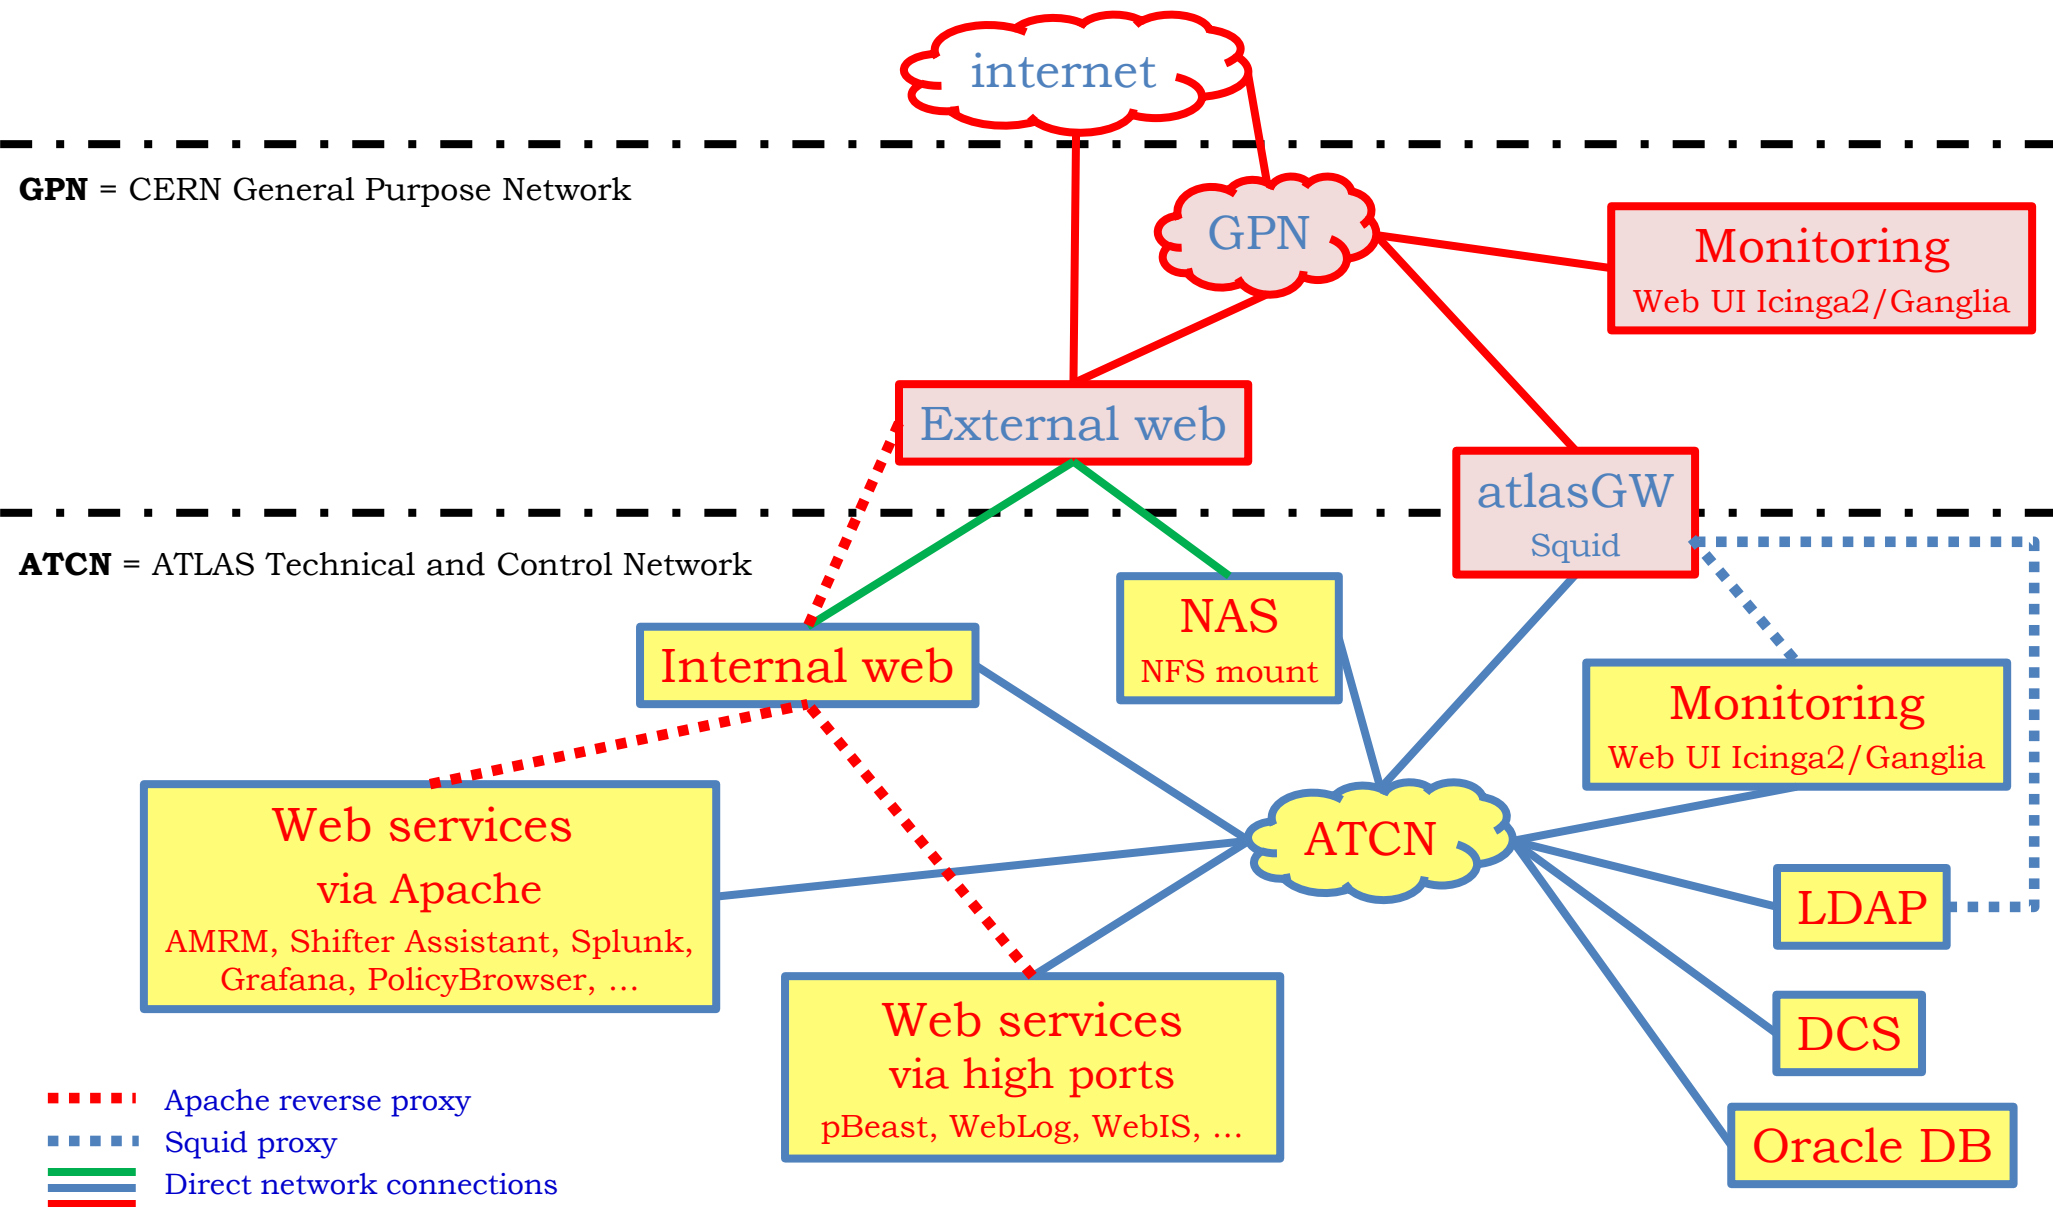 internet
GPN = CERN General Purpose Network
GPN
Monitoring
Web UI Icinga2/Ganglia
External web
atlasGW
Squid
ATCN = ATLAS Technical and Control Network
NAS
NFS mount
Internal web
Monitoring
Web UI Icinga2/Ganglia
Web services
via Apache
AMRM, Shifter Assistant, Splunk,
Grafana, PolicyBrowser, ...
ATCN
LDAP
Web services
via high ports
pBeast, WebLog, WebIS, ...
DCS
Oracle DB
Apache reverse proxy
Squid proxy
Direct network connections